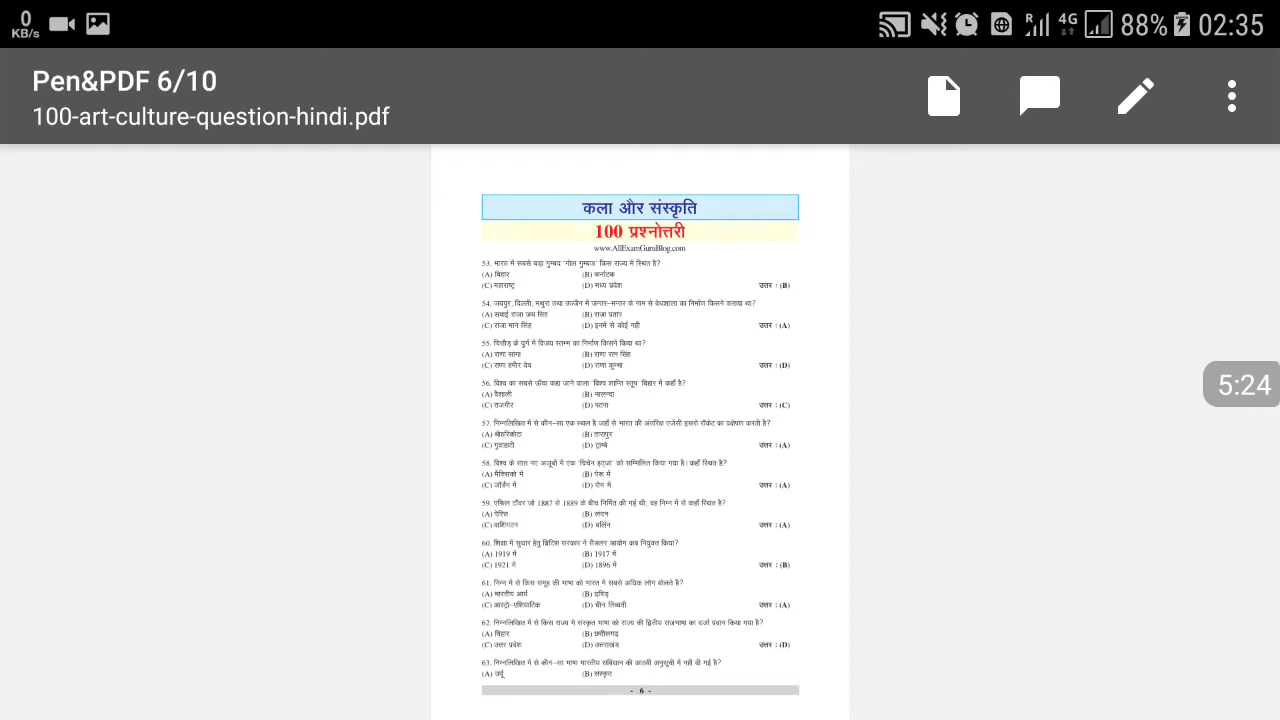 0
KB/s
R
4G
88%
02:35
Pen&PDF 6/10
100-art-culture-question-hindi.pdf
5:24
कला और संस्कृति
100 प्रश्नोत्तरी
www.AllExamGuruBlog.com
53. भारत में सबसे बड़ा गुम्बद 'गोल गुम्बज' किस राज्य में स्थित है?
(A) बिहार (B) कर्नाटक
(C) महाराष्ट्र (D) मध्य प्रदेश उत्तर : (B)
54. जयपुर, दिल्ली, मथुरा तथा उज्जैन में जन्तर-मन्तर के नाम से वेधशाला का निर्माण किसने कराया था?
(A) सवाई राजा जय सिंह (B) राजा प्रताप
(C) राजा मान सिंह (D) इनमें से कोई नहीं उत्तर : (A)
55. चित्तौड़ के दुर्ग में विजय स्तम्भ का निर्माण किसने किया था?
(A) राणा सांगा (B) राणा रत्न सिंह
(C) राणा हमीर देव (D) राणा कुम्भा उत्तर : (D)
56. विश्व का सबसे ऊँचा कहा जाने वाला 'विश्व शान्ति स्तूप' बिहार में कहाँ है?
(A) वैशाली (B) नालन्दा
(C) राजगीर (D) पटना उत्तर : (C)
57. निम्नलिखित में से कौन-सा एक स्थल है जहाँ से भारत की अंतरिक्ष एजेंसी इसरो रॉकेट का प्रक्षेपण करती है?
(A) श्रीहरिकोटा (B) तारापुर
(C) गुवाहाटी (D) ट्राम्बे उत्तर : (A)
58. विश्व के सात नए अजूबों में एक 'चिचेन इट्जा' को सम्मिलित किया गया है। कहाँ स्थित है?
(A) मैक्सिको में (B) पेरू में
(C) जॉर्डन में (D) रोम में उत्तर : (A)
59. एफिल टॉवर जो 1887 से 1889 के बीच निर्मित की गई थी, वह निम्न में से कहाँ स्थित है?
(A) पेरिस (B) लंदन
(C) वाशिंगटन (D) बर्लिन उत्तर : (A)
60. शिक्षा में सुधार हेतु ब्रिटिश सरकार ने सैडलर आयोग कब नियुक्त किया?
(A) 1919 में (B) 1917 में
(C) 1921 में (D) 1896 में उत्तर : (B)
61. निम्न में से किस समूह की भाषा को भारत में सबसे अधिक लोग बोलते हैं?
(A) भारतीय आर्य (B) द्रविड़
(C) आस्ट्रो-एशियाटिक (D) चीन तिब्बती उत्तर : (A)
62. निम्नलिखित में से किस राज्य में संस्कृत भाषा को राज्य की द्वितीय राजभाषा का दर्जा प्रदान किया गया है?
(A) बिहार (B) छत्तीसगढ़
(C) उत्तर प्रदेश (D) उत्तराखंड उत्तर : (D)
63. निम्नलिखित में से कौन-सा भाषा भारतीय संविधान की आठवीं अनुसूची में नहीं दी गई है?
(A) उर्दू (B) संस्कृत
- 6 -